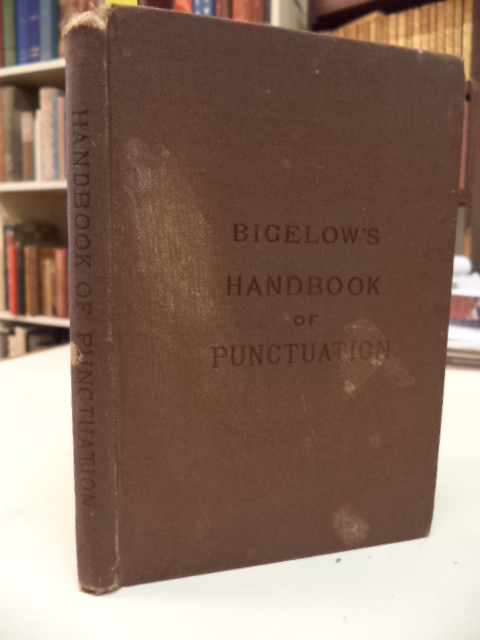 HANDBOOK OF PUNCTUATION
BIGELOW'S
HANDBOOK
OF
PUNCTUATION